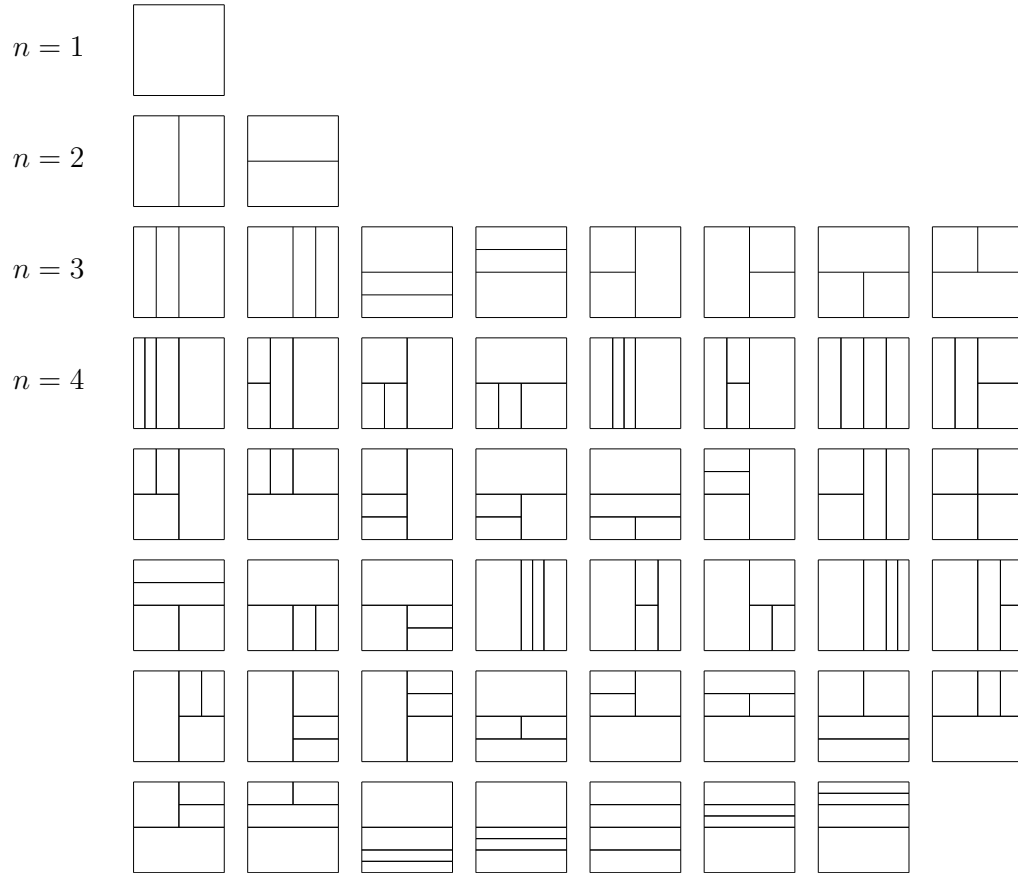 n = 1
n = 2
n = 3
n = 4